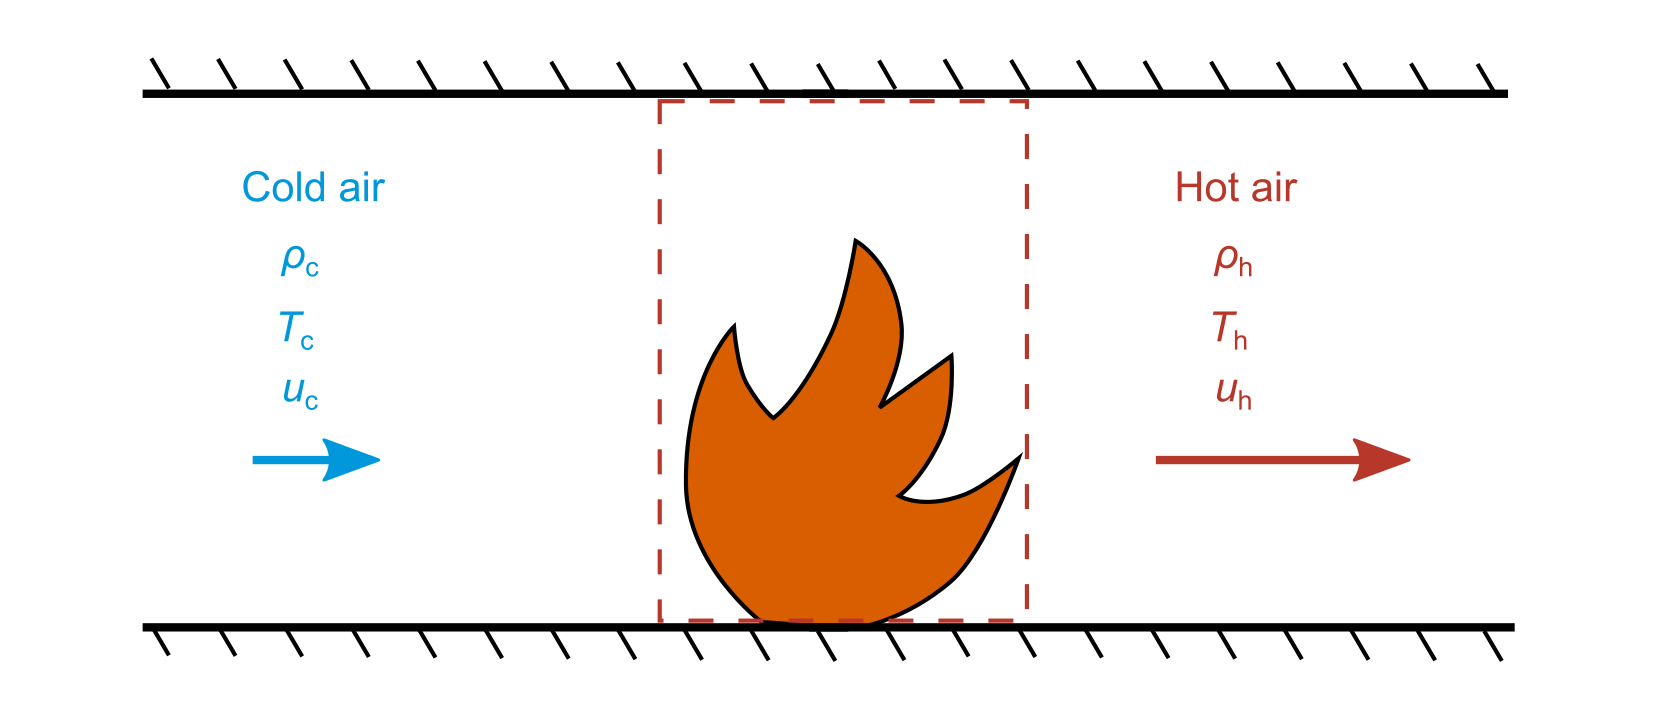 Cold air
ρc
Tc
uc
Hot air
ρh
Th
uh